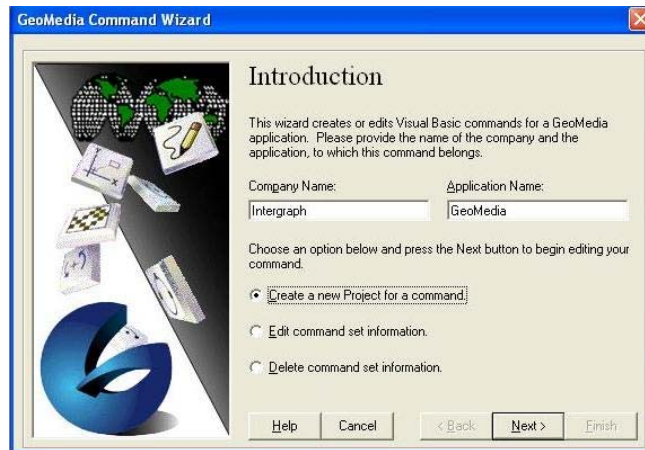 GeoMedia Command Wizard
Introduction
This wizard creates or edits Visual Basic commands for a GeoMedia
application. Please provide the name of the company and the
application, to which this command belongs.
Company Name: Application Name:
Intergraph GeoMedia
Choose an option below and press the Next button to begin editing your
command.
Create a new Project for a command.
Edit command set information.
Delete command set information.
Help Cancel < Back Next > Finish